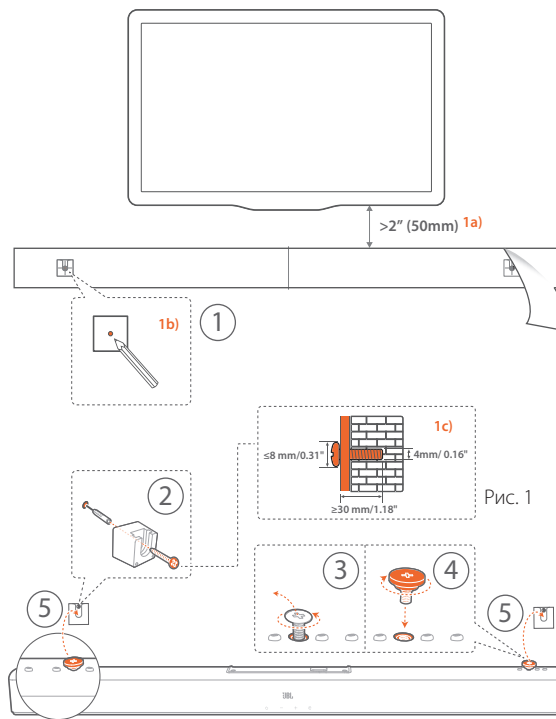 >2” (50mm) 1a)
1b)
1
1c)
≤8 mm/0.31"
4mm/ 0.16"
≥30 mm/1.18"
Рис. 1
2
3
4
5
5
JBL